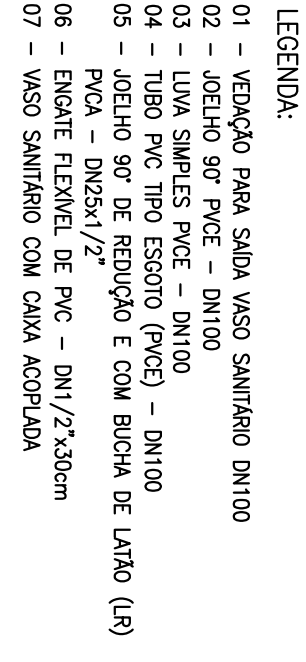 LEGENDA:
01 – VEDAÇÃO PARA SAÍDA VASO SANITÁRIO DN100
02 – JOELHO 90° PVCE – DN100
03 – LUVA SIMPLES PVCE – DN100
04 – TUBO PVC TIPO ESGOTO (PVCE) – DN100
05 – JOELHO 90° DE REDUÇÃO E COM BUCHA DE LATÃO (LR)
PVCA – DN25x1/2"
06 – ENGATE FLEXÍVEL DE PVC – DN1/2"x30cm
07 – VASO SANITÁRIO COM CAIXA ACOPLADA